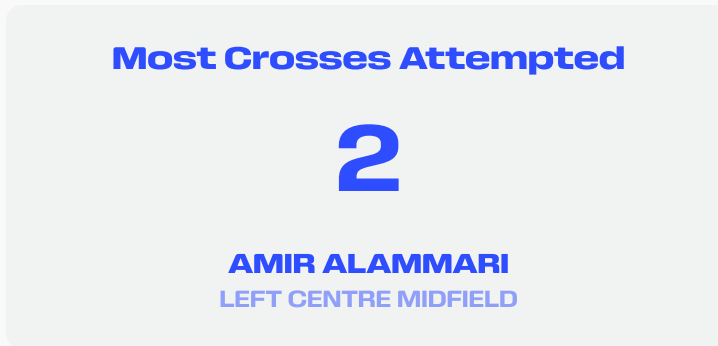 Most Crosses Attempted
2
AMIR ALAMMARI
LEFT CENTRE MIDFIELD